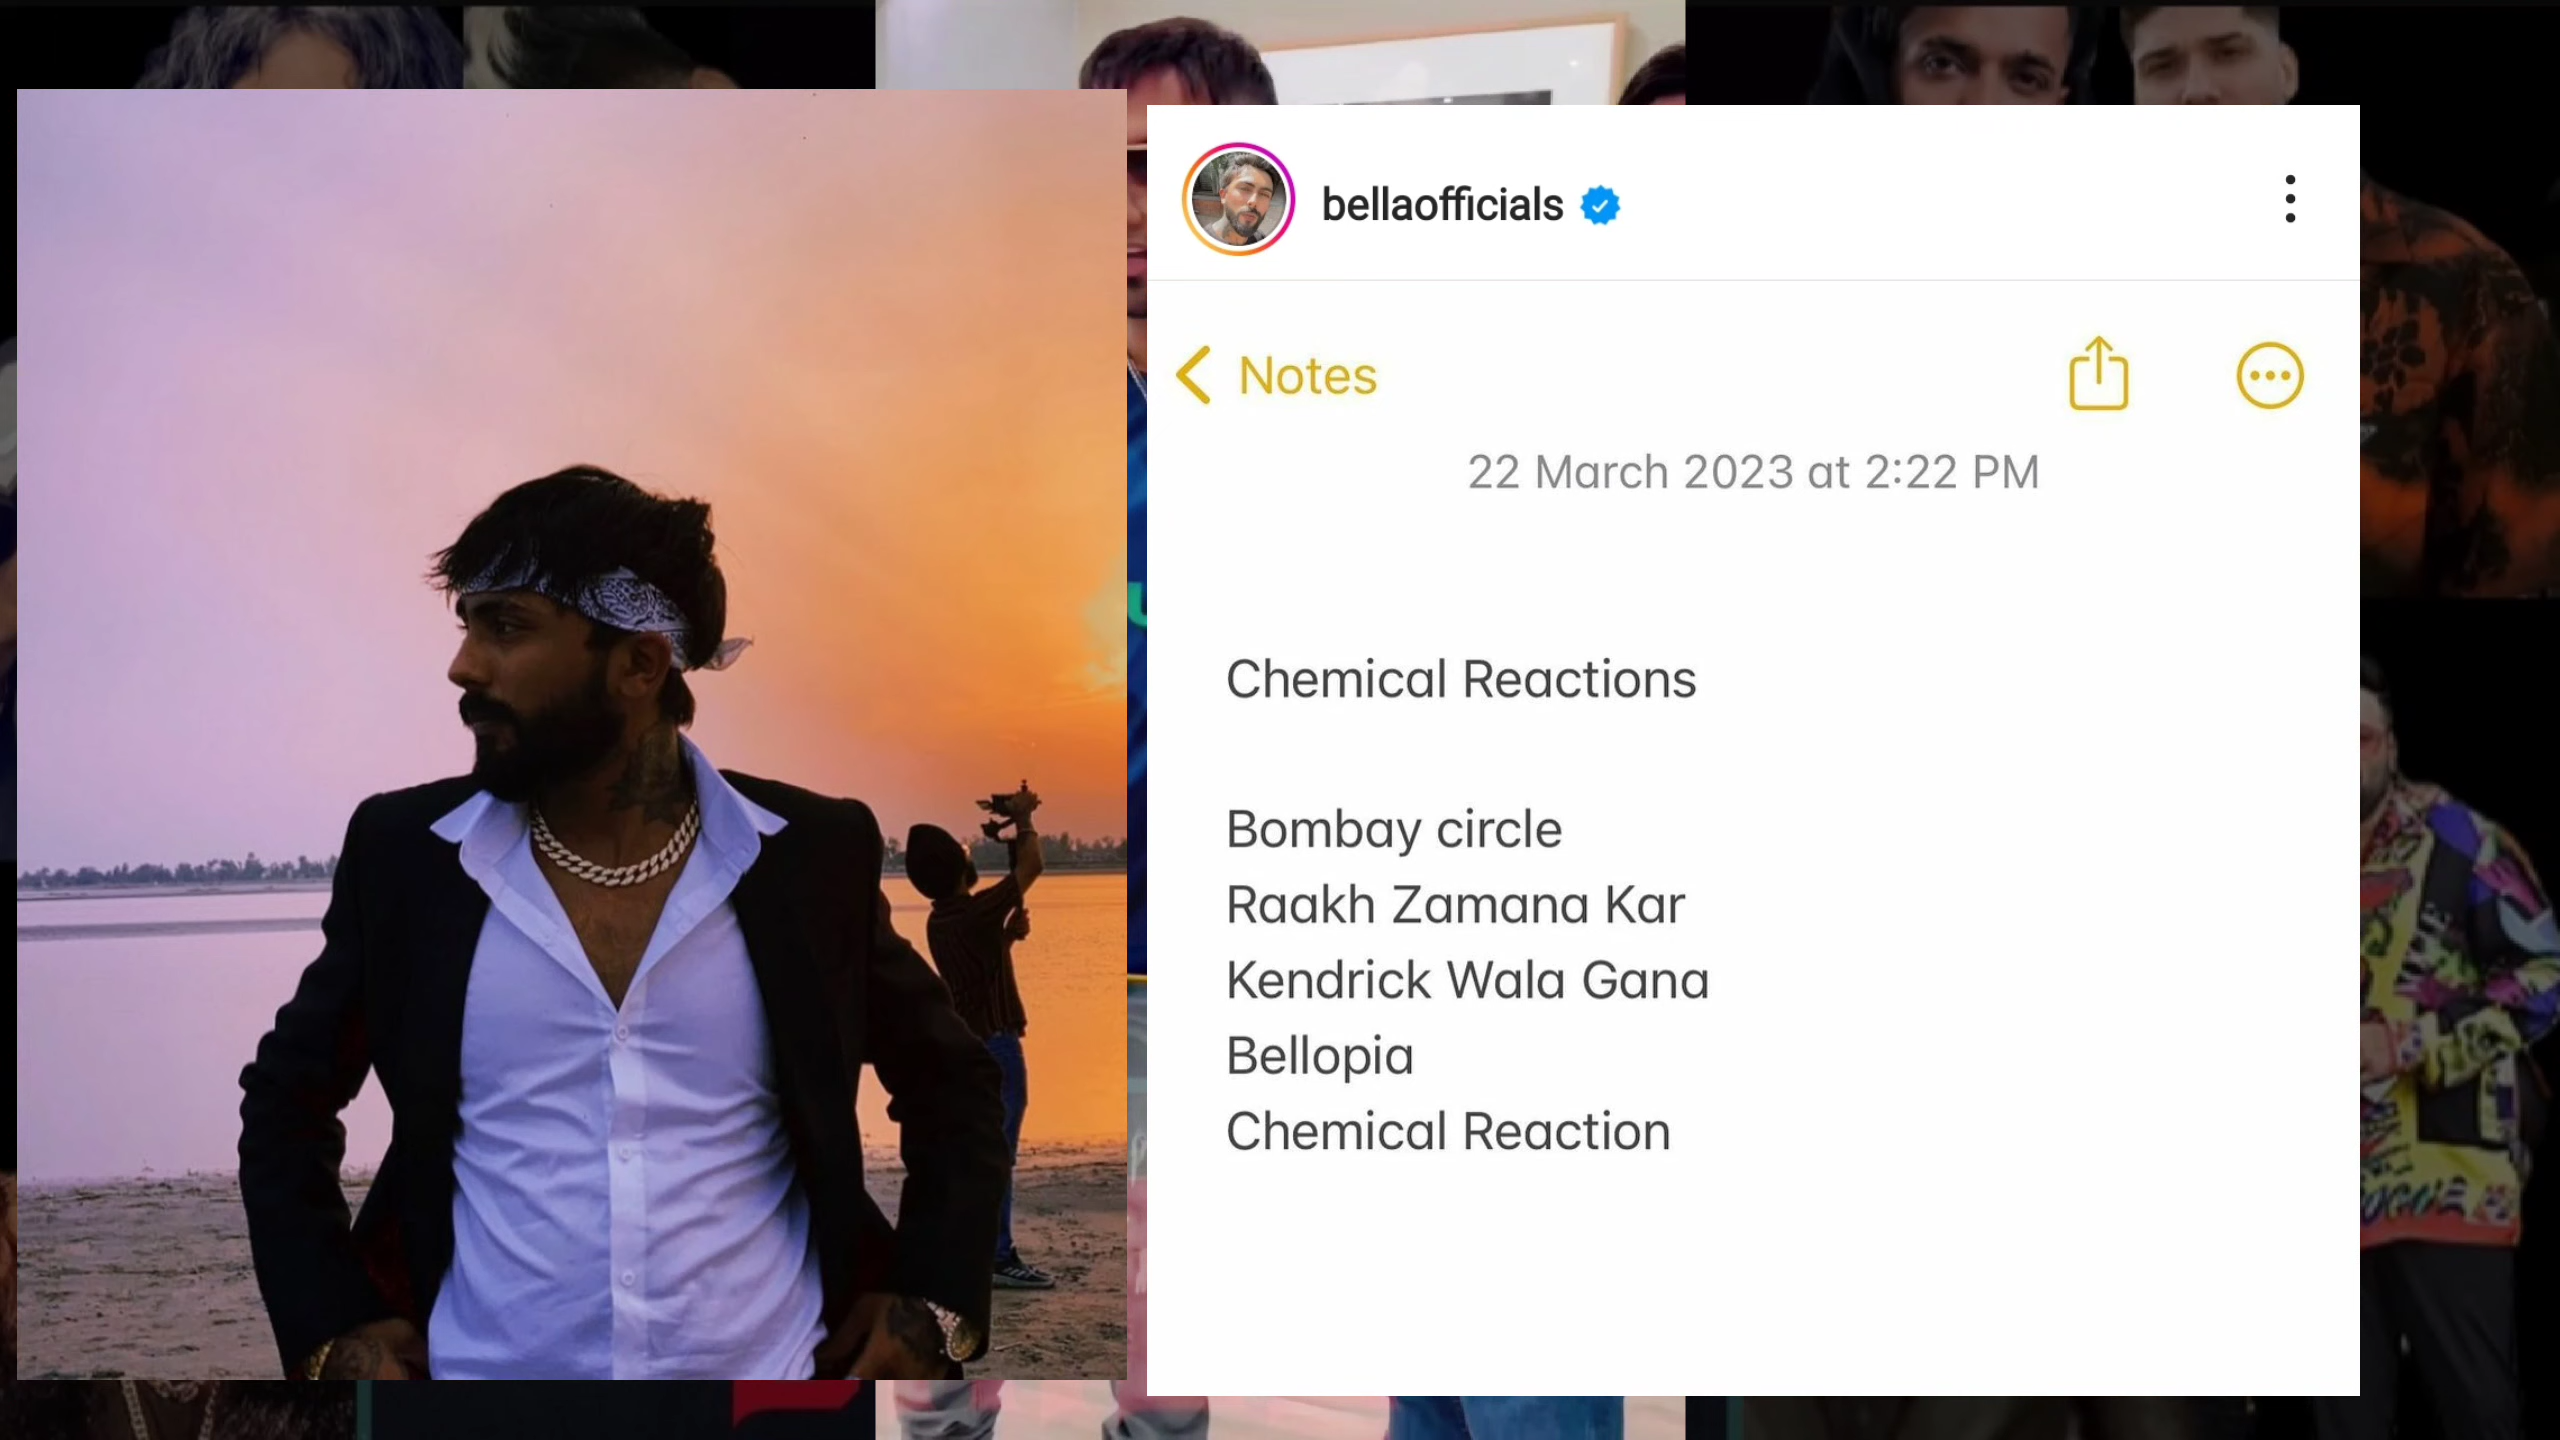 bellaofficials
Notes
22 March 2023 at 2:22 PM
Chemical Reactions
Bombay circle
Raakh Zamana Kar
Kendrick Wala Gana
Bellopia
Chemical Reaction